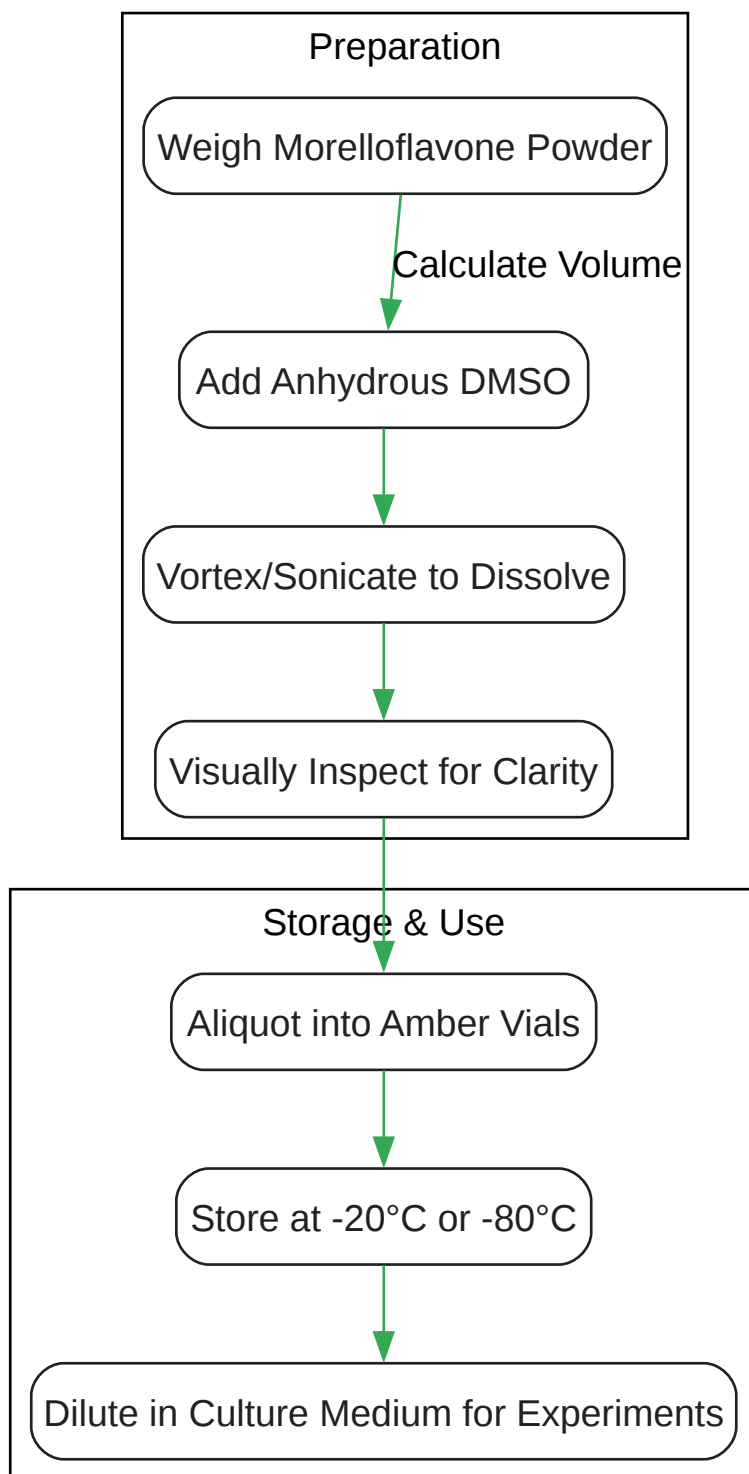 Preparation
Weigh Morelloflavone Powder
Calculate Volume
Add Anhydrous DMSO
Vortex/Sonicate to Dissolve
Visually Inspect for Clarity
Storage & Use
Aliquot into Amber Vials
Store at -20°C or -80°C
Dilute in Culture Medium for Experiments